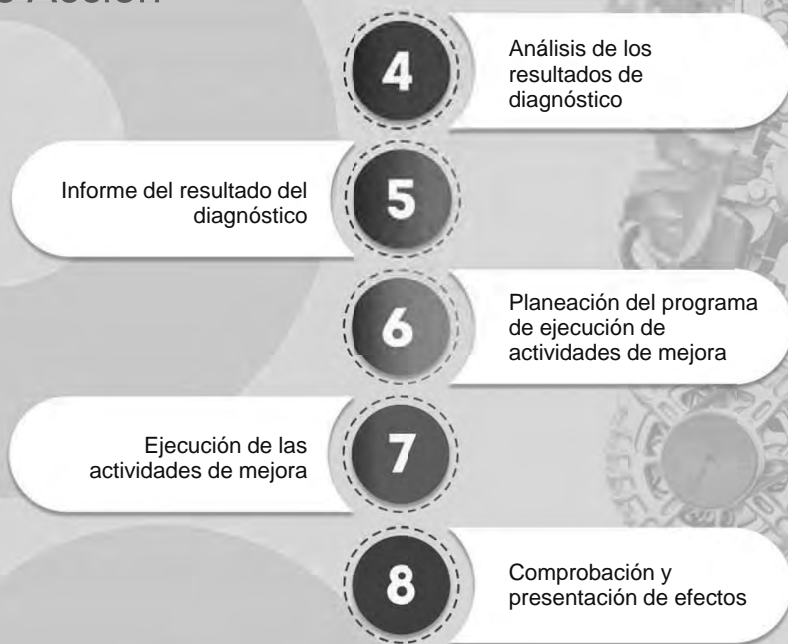 4
Análisis de los
resultados de
diagnóstico
5
Informe del resultado del
diagnóstico
6
Planeación del programa
de ejecución de
actividades de mejora
7
Ejecución de las
actividades de mejora
8
Comprobación y
presentación de efectos